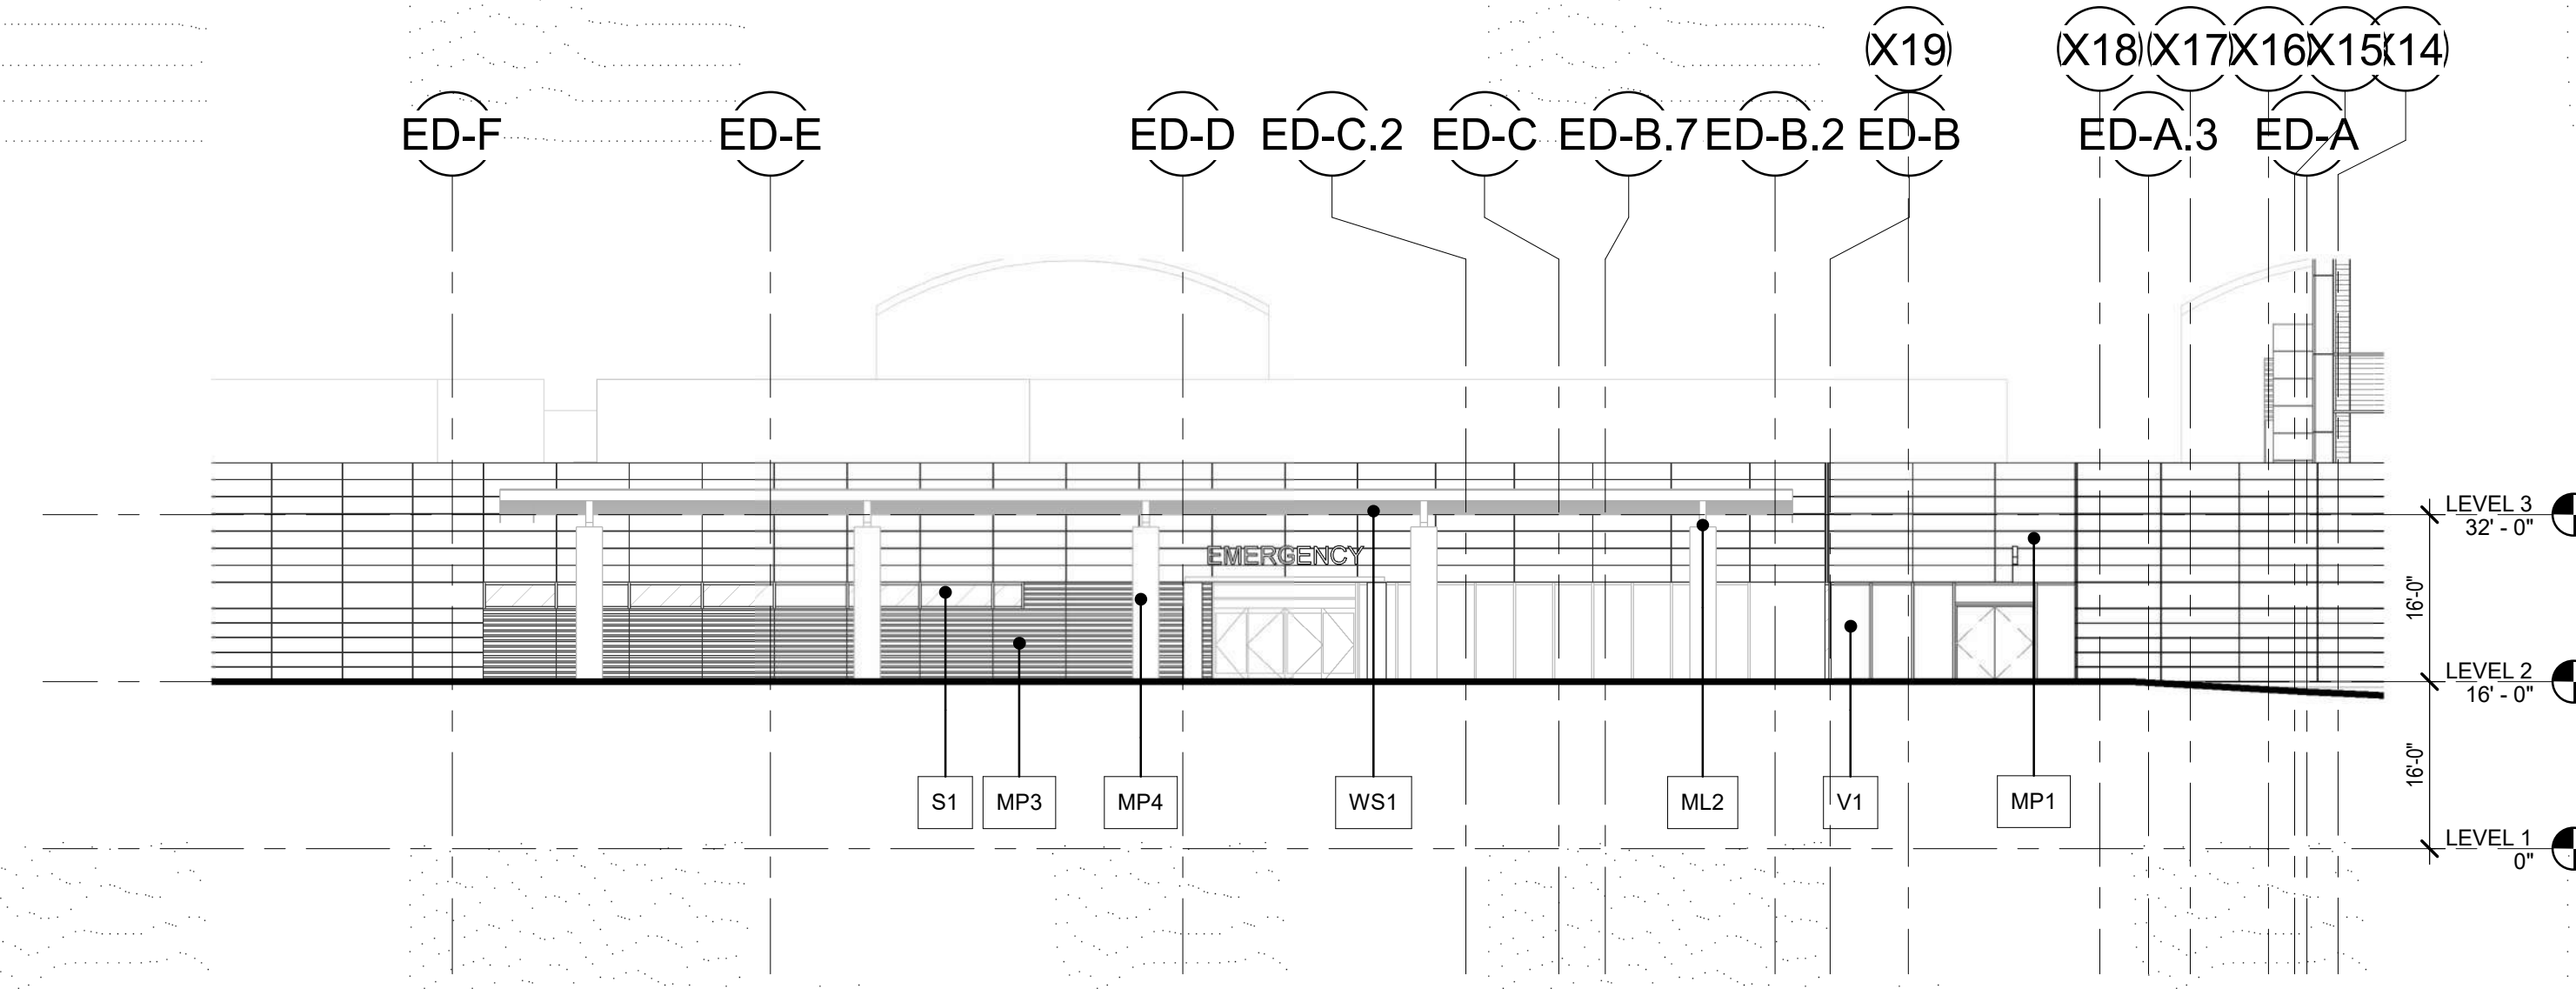 X19 X18 X17 X16 X15 X14
ED-F ED-E ED-D ED-C.2 ED-C ED-B.7 ED-B.2 ED-B ED-A.3 ED-A
LEVEL 3
32' - 0"
EMERGENCY
16'-0"
LEVEL 2
16' - 0"
16'-0"
S1 MP3 MP4 WS1 ML2 V1 MP1
LEVEL 1
0"